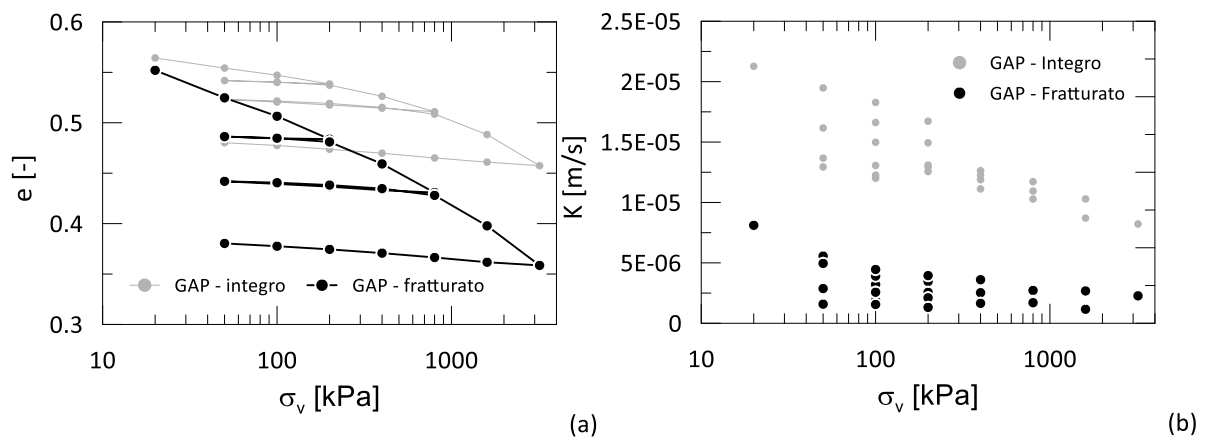 0.6
0.5
0.4
0.3
e [-]
GAP - integro
GAP - fratturato
10
100
1000
σv [kPa]
(a)
2.5E-05
2E-05
1.5E-05
1E-05
5E-06
0
K [m/s]
GAP - Integro
GAP - Fratturato
10
100
1000
σv [kPa]
(b)